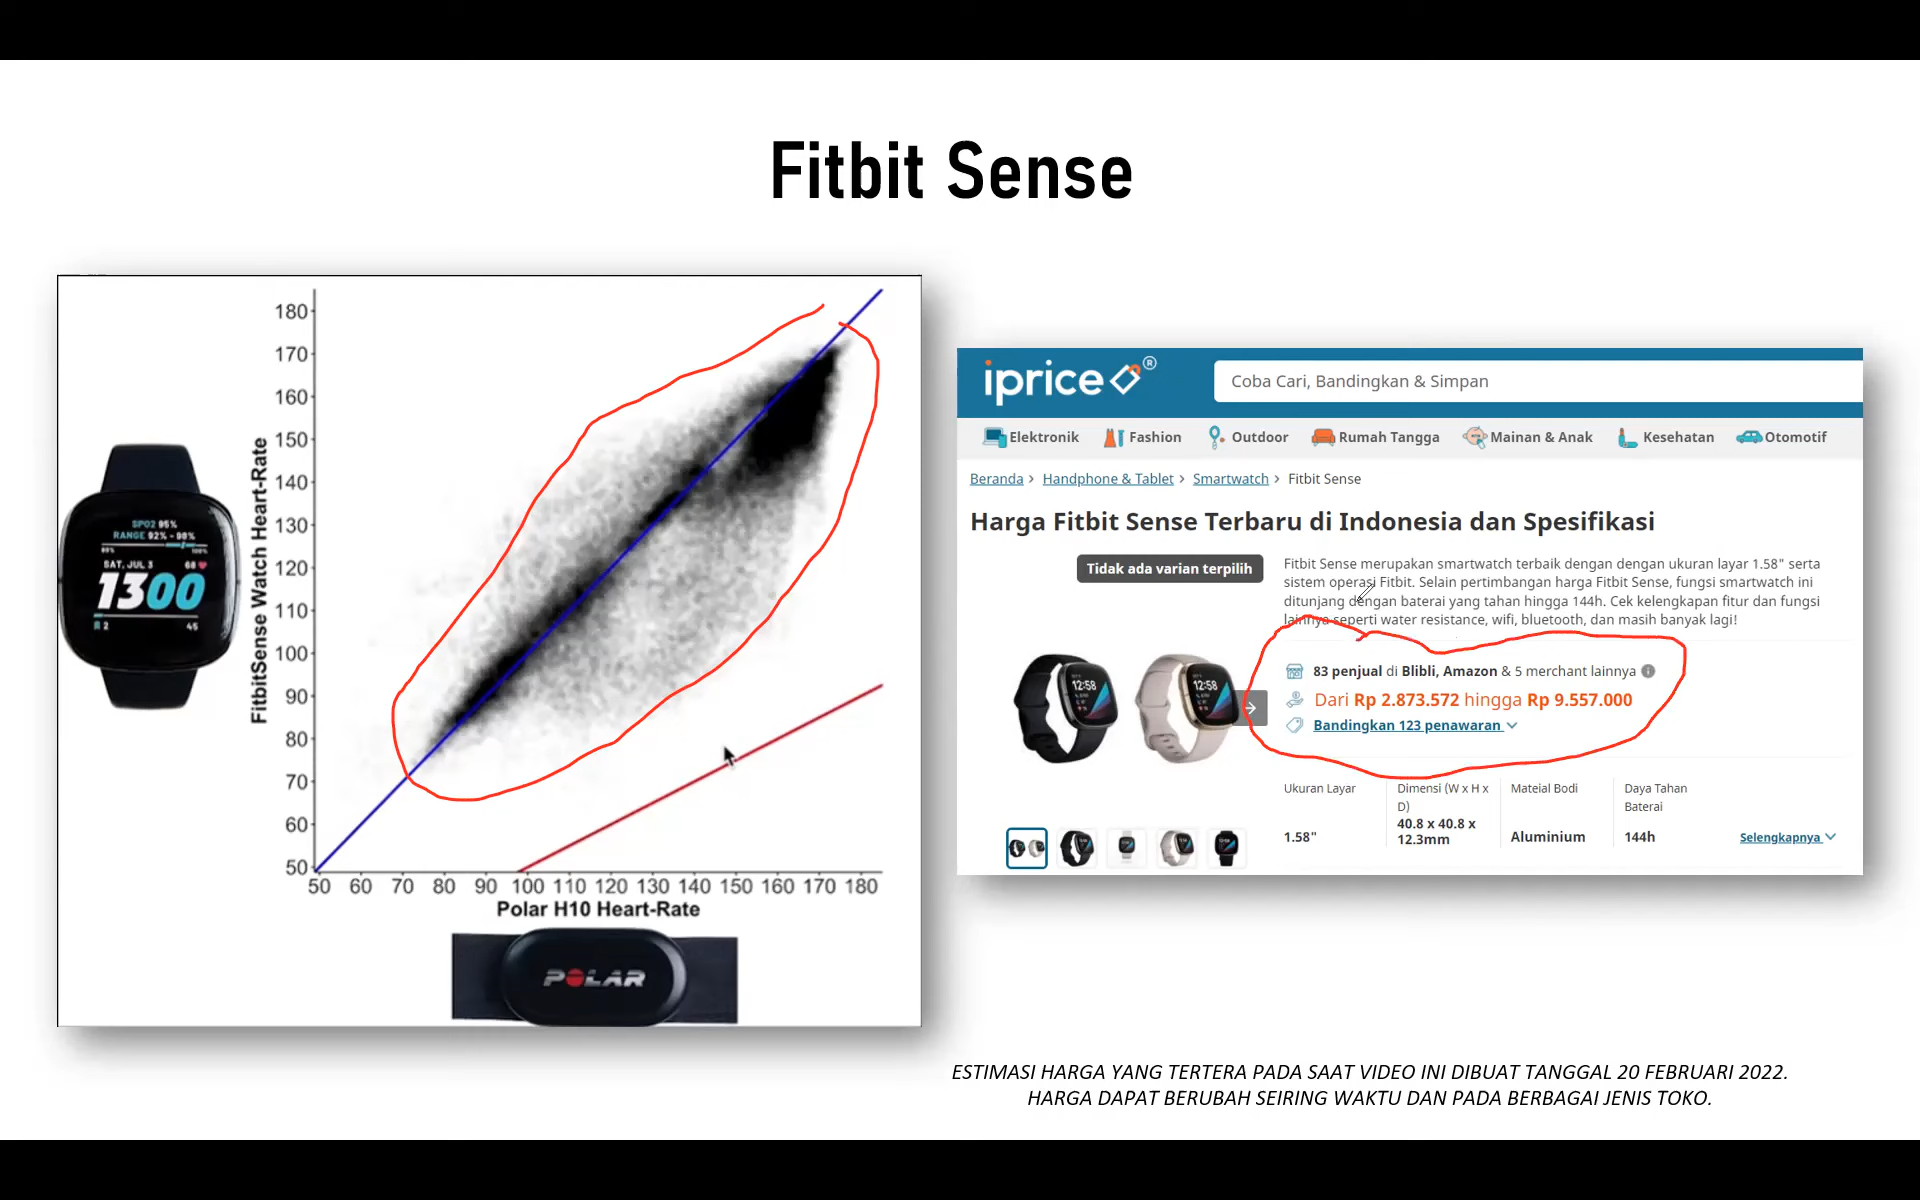 Fitbit Sense
180
170
160
150
140
130
120
110
100
90
80
70
60
50
FitbitSense Watch Heart-Rate
SPO2 95%
RANGE 92% - 98%
SAT, JUL 3 68
1300
2 45
50 60 70 80 90 100 110 120 130 140 150 160 170 180
Polar H10 Heart-Rate
POLAR
iprice ®
Coba Cari, Bandingkan & Simpan
Elektronik Fashion Outdoor Rumah Tangga Mainan & Anak Kesehatan Otomotif
Beranda > Handphone & Tablet > Smartwatch > Fitbit Sense
Harga Fitbit Sense Terbaru di Indonesia dan Spesifikasi
Tidak ada varian terpilih
Fitbit Sense merupakan smartwatch terbaik dengan dengan ukuran layar 1.58" serta
sistem operasi Fitbit. Selain pertimbangan harga Fitbit Sense, fungsi smartwatch ini
ditunjang dengan baterai yang tahan hingga 144h. Cek kelengkapan fitur dan fungsi
lainnya seperti water resistance, wifi, bluetooth, dan masih banyak lagi!
12:58
12:58
83 penjual di Blibli, Amazon & 5 merchant lainnya
Dari Rp 2.873.572 hingga Rp 9.557.000
Bandingkan 123 penawaran
Ukuran Layar
1.58"
Dimensi (W x H x
D)
40.8 x 40.8 x
12.3mm
Mateial Bodi
Aluminium
Daya Tahan
Baterai
144h
Selengkapnya
ESTIMASI HARGA YANG TERTERA PADA SAAT VIDEO INI DIBUAT TANGGAL 20 FEBRUARI 2022.
HARGA DAPAT BERUBAH SEIRING WAKTU DAN PADA BERBAGAI JENIS TOKO.